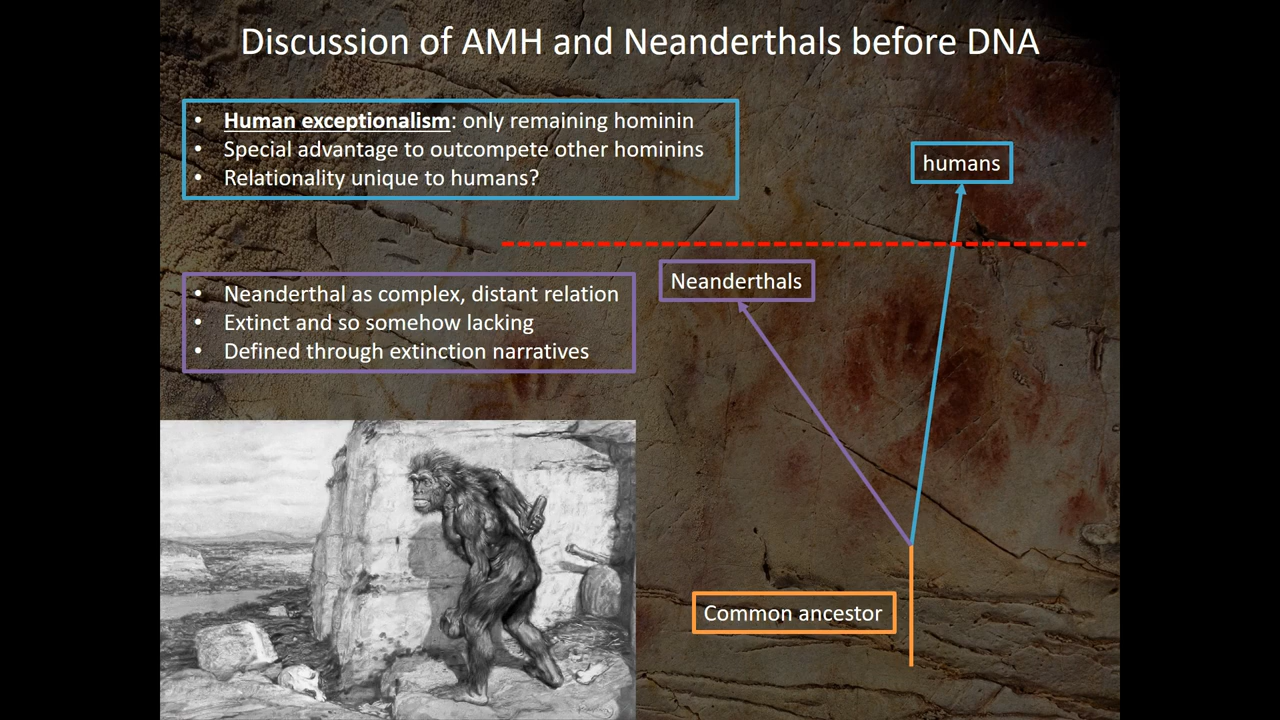 Discussion of AMH and Neanderthals before DNA
• Human exceptionalism: only remaining hominin
• Special advantage to outcompete other hominins
• Relationality unique to humans?
humans
Neanderthals
• Neanderthal as complex, distant relation
• Extinct and so somehow lacking
• Defined through extinction narratives
Common ancestor